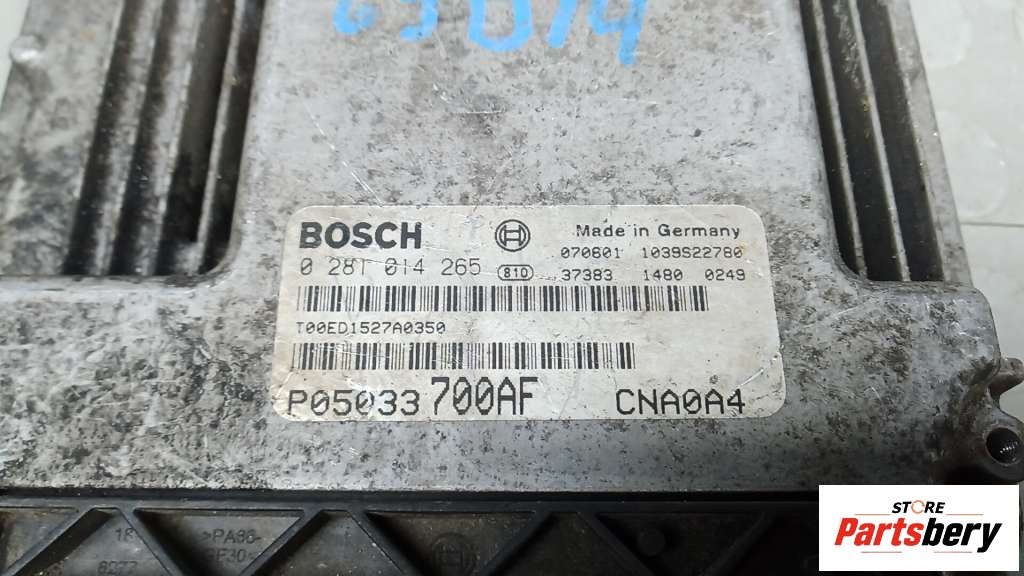 BOSCH Made in Germany
070601 1039S22780
0 281 014 265 810 37383 1480 0249
T00ED1527A0350
P05033 700AF CNA0A4
STORE
Partsbery